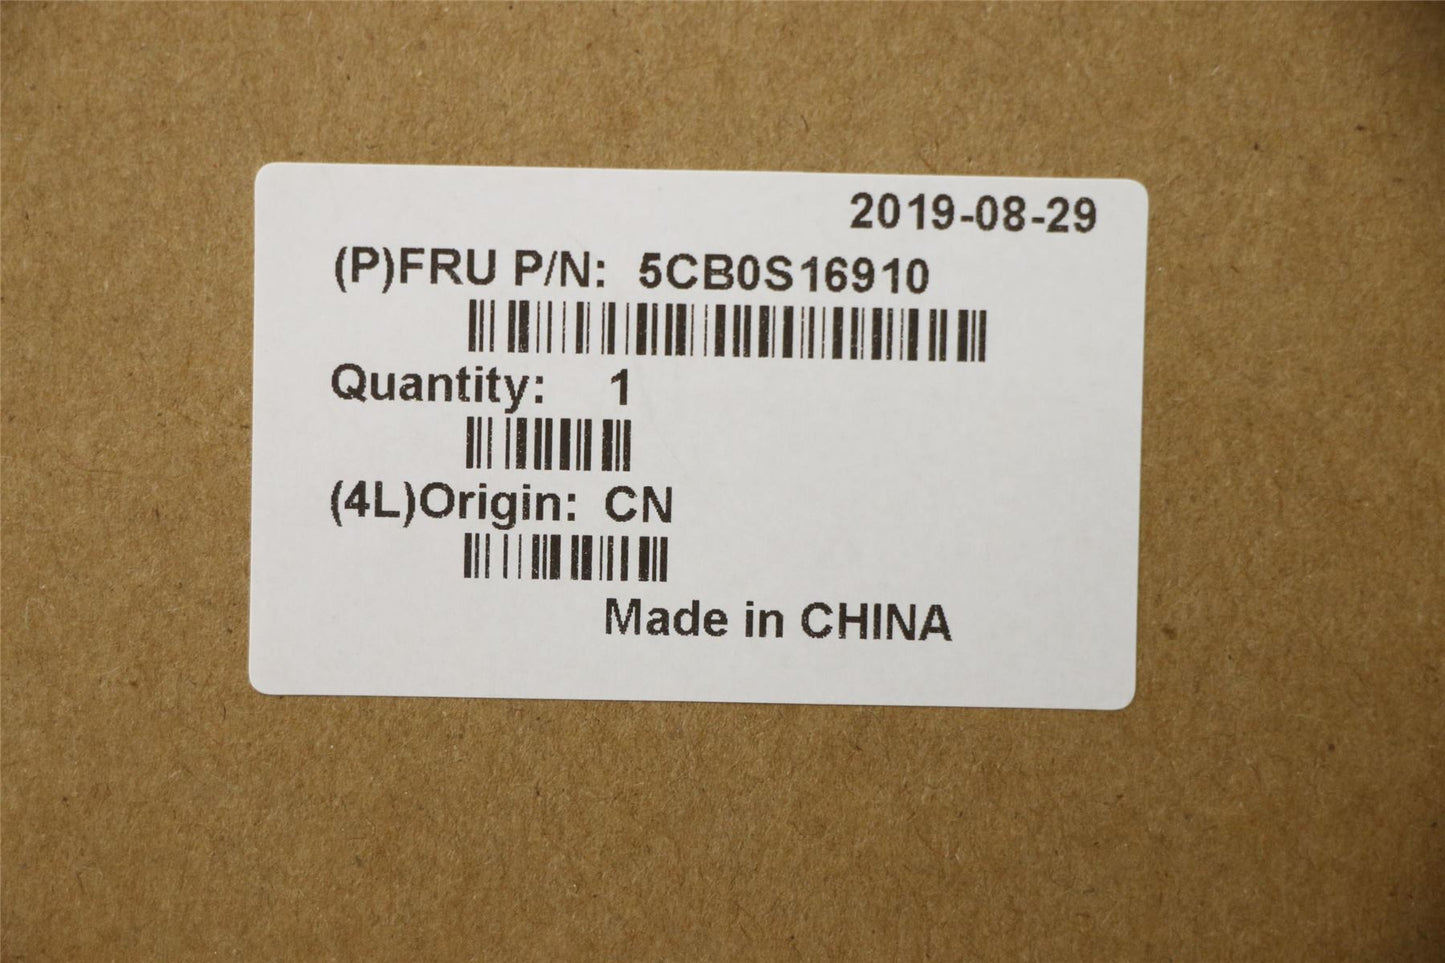 2019-08-29
(P)FRU P/N: 5CB0S16910
Quantity: 1
(4L)Origin: CN
Made in CHINA